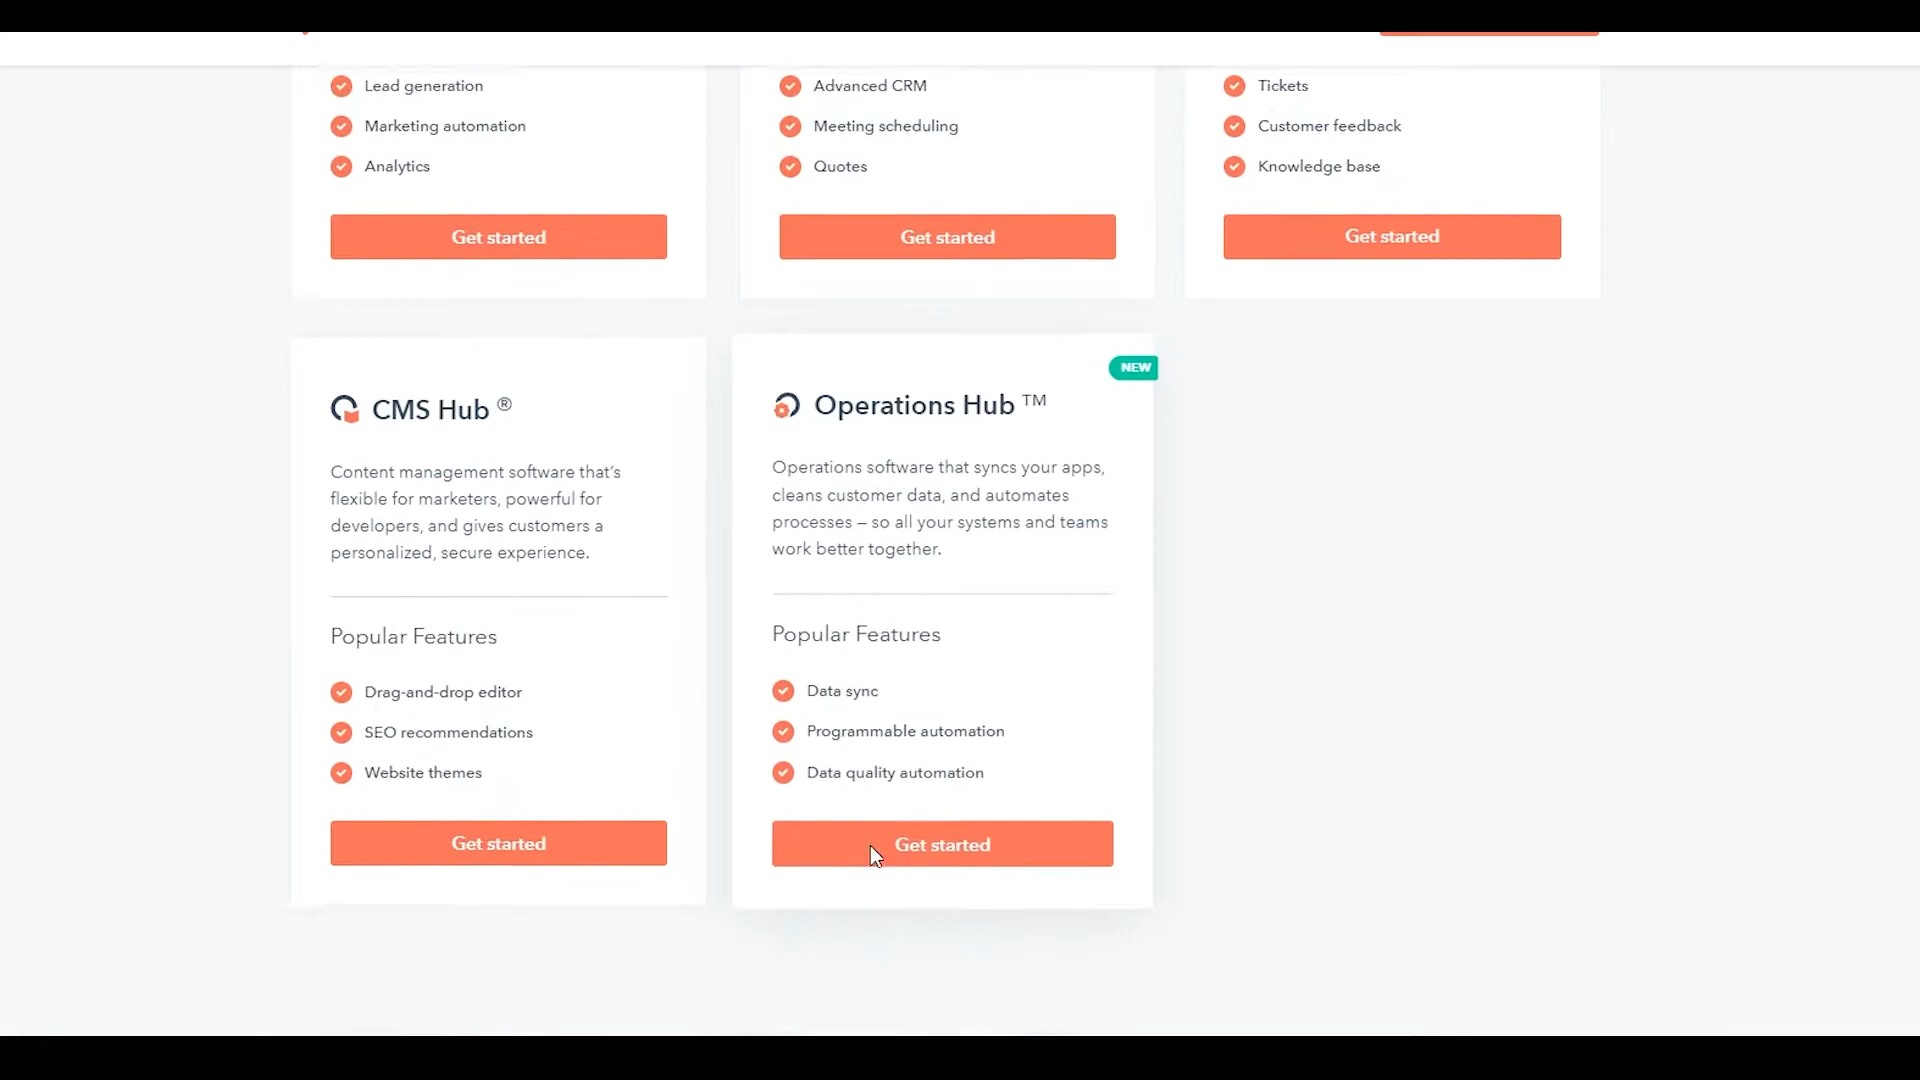 Lead generation
Marketing automation
Analytics
Get started
Advanced CRM
Meeting scheduling
Quotes
Get started
Tickets
Customer feedback
Knowledge base
Get started
CMS Hub ®
Content management software that's
flexible for marketers, powerful for
developers, and gives customers a
personalized, secure experience.
Popular Features
Drag-and-drop editor
SEO recommendations
Website themes
Get started
NEW
Operations Hub ™
Operations software that syncs your apps,
cleans customer data, and automates
processes – so all your systems and teams
work better together.
Popular Features
Data sync
Programmable automation
Data quality automation
Get started